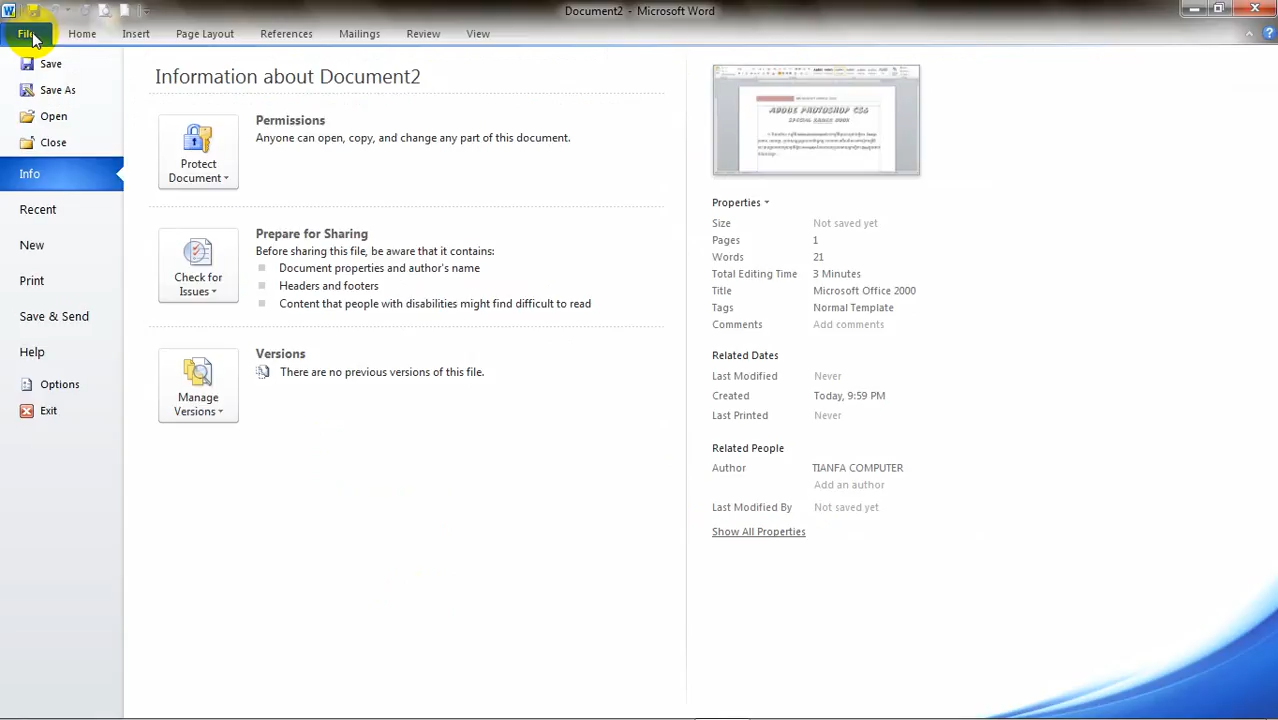 Document2 - Microsoft Word
File Home Insert Page Layout References Mailings Review View
Save
Save As
Open
Close
Info
Recent
New
Print
Save & Send
Help
Options
Exit
Information about Document2
Protect Document
Permissions
Anyone can open, copy, and change any part of this document.
Check for Issues
Prepare for Sharing
Before sharing this file, be aware that it contains:
Document properties and author's name
Headers and footers
Content that people with disabilities might find difficult to read
Manage Versions
Versions
There are no previous versions of this file.
ADOBE PHOTOSHOP CS6
Properties
Size Not saved yet
Pages 1
Words 21
Total Editing Time 3 Minutes
Title Microsoft Office 2000
Tags Normal Template
Comments Add comments
Related Dates
Last Modified Never
Created Today, 9:59 PM
Last Printed Never
Related People
Author TIANFA COMPUTER
Add an author
Last Modified By Not saved yet
Show All Properties